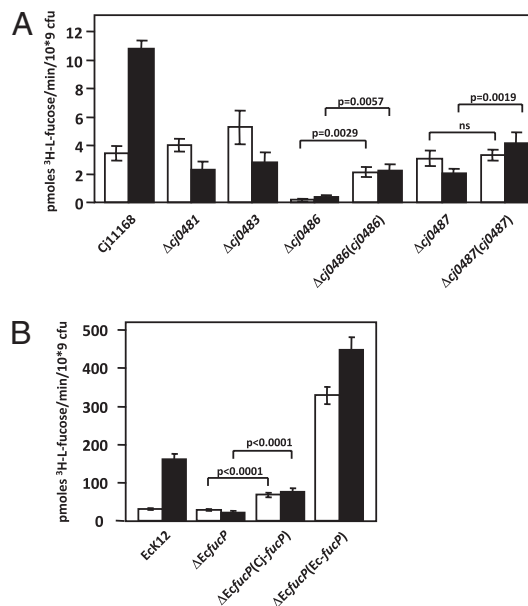 A
pmoles ³H-L-fucose/min/10*9 cfu
12
10
8
6
4
2
0
p=0.0029
p=0.0057
ns
p=0.0019
Cj11168
Δcj0481
Δcj0483
Δcj0486
Δcj0486(cj0486)
Δcj0487
Δcj0487(cj0487)
B
pmoles ³H-L-fucose/min/10*9 cfu
500
400
300
200
100
0
p<0.0001
p<0.0001
EcK12
ΔEcfucP
ΔEcfucP(Cj-fucP)
ΔEcfucP(Ec-fucP)